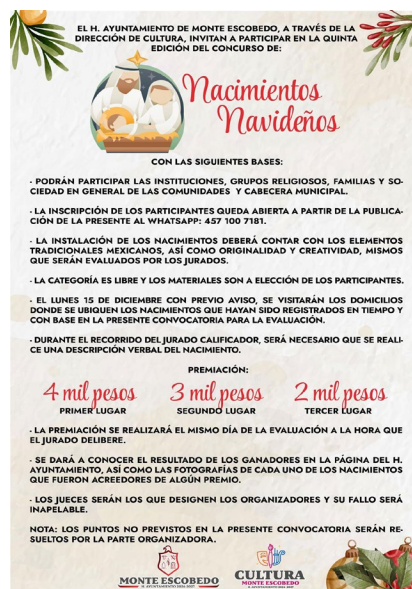 EL H. AYUNTAMIENTO DE MONTE ESCOBEDO, A TRAVÉS DE LA
DIRECCIÓN DE CULTURA, INVITAN A PARTICIPAR EN LA QUINTA
EDICIÓN DEL CONCURSO DE:
Nacimientos
Navideños
CON LAS SIGUIENTES BASES:
- PODRÁN PARTICIPAR LAS INSTITUCIONES, GRUPOS RELIGIOSOS, FAMILIAS Y SO-
CIEDAD EN GENERAL DE LAS COMUNIDADES Y CABECERA MUNICIPAL.
- LA INSCRIPCIÓN DE LOS PARTICIPANTES QUEDA ABIERTA A PARTIR DE LA PUBLICA-
CIÓN DE LA PRESENTE AL WHATSAPP: 457 100 7181.
- LA INSTALACIÓN DE LOS NACIMIENTOS DEBERÁ CONTAR CON LOS ELEMENTOS
TRADICIONALES MEXICANOS, ASÍ COMO ORIGINALIDAD Y CREATIVIDAD, MISMOS
QUE SERÁN EVALUADOS POR LOS JURADOS.
- LA CATEGORÍA ES LIBRE Y LOS MATERIALES SON A ELECCIÓN DE LOS PARTICIPANTES.
- EL LUNES 15 DE DICIEMBRE CON PREVIO AVISO, SE VISITARÁN LOS DOMICILIOS
DONDE SE UBIQUEN LOS NACIMIENTOS QUE HAYAN SIDO REGISTRADOS EN TIEMPO Y
CON BASE EN LA PRESENTE CONVOCATORIA PARA LA EVALUACIÓN.
- DURANTE EL RECORRIDO DEL JURADO CALIFICADOR, SERÁ NECESARIO QUE SE REALI-
CE UNA DESCRIPCIÓN VERBAL DEL NACIMIENTO.
PREMIACIÓN:
4 mil pesos 3 mil pesos 2 mil pesos
PRIMER LUGAR SEGUNDO LUGAR TERCER LUGAR
- LA PREMIACIÓN SE REALIZARÁ EL MISMO DÍA DE LA EVALUACIÓN A LA HORA QUE
EL JURADO DELIBERE.
- SE DARÁ A CONOCER EL RESULTADO DE LOS GANADORES EN LA PÁGINA DEL H.
AYUNTAMIENTO, ASÍ COMO LAS FOTOGRAFÍAS DE CADA UNO DE LOS NACIMIENTOS
QUE FUERON ACREEDORES DE ALGÚN PREMIO.
- LOS JUECES SERÁN LOS QUE DESIGNEN LOS ORGANIZADORES Y SU FALLO SERÁ
INAPELABLE.
NOTA: LOS PUNTOS NO PREVISTOS EN LA PRESENTE CONVOCATORIA SERÁN RE-
SUELTOS POR LA PARTE ORGANIZADORA.
MONTE ESCOBEDO CULTURA
MONTE ESCOBEDO